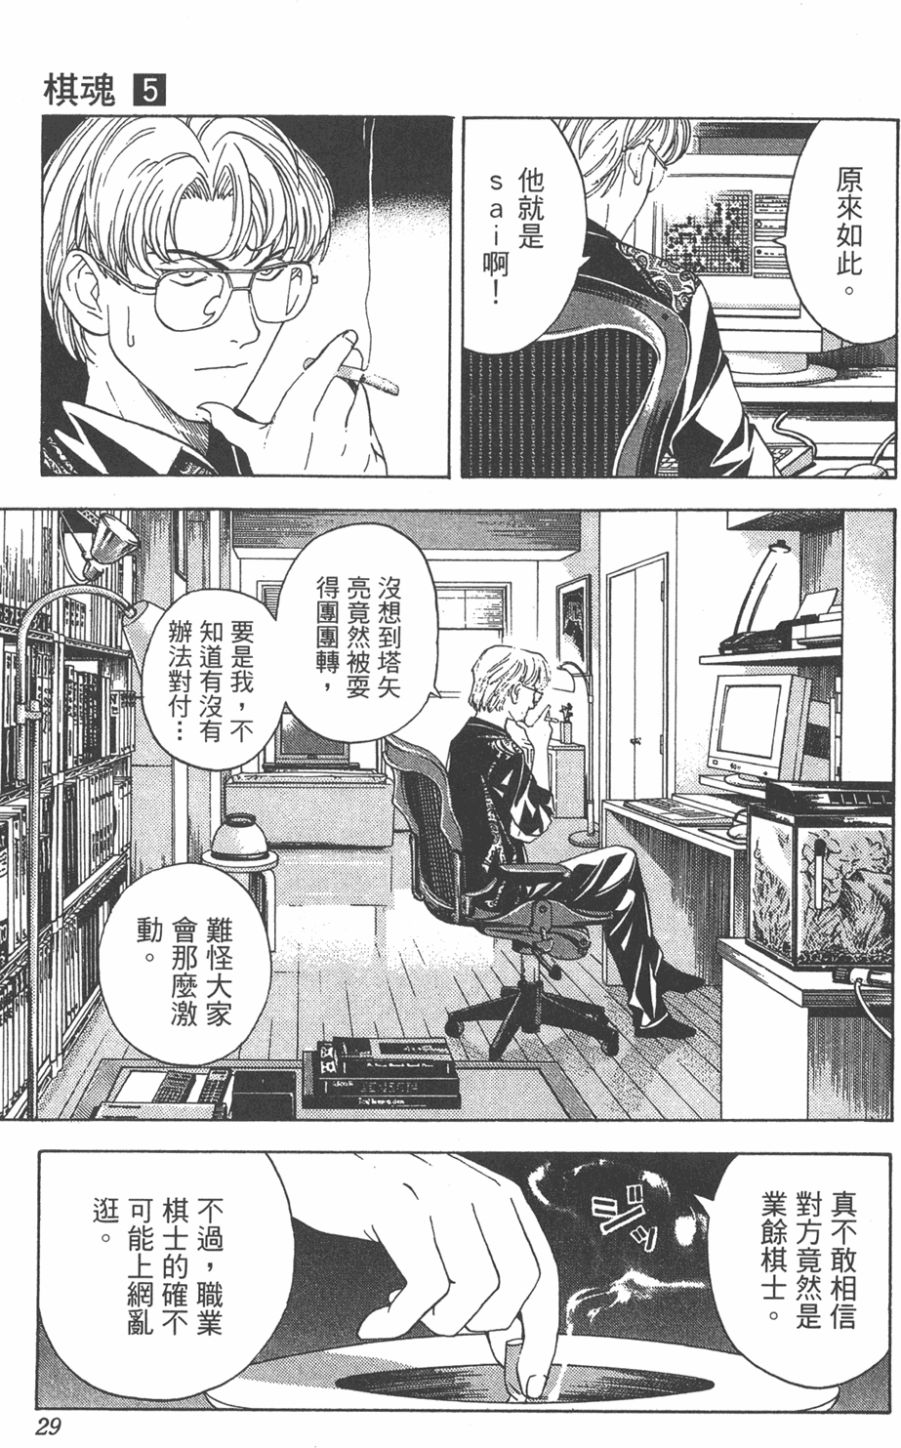 棋魂 5
原來如此。
他就是
sai
啊！
沒想到塔矢
亮竟然被耍
得團團轉，
要是我，不
知道有沒有
辦法對付…
難怪大家
會那麼激
動。
真不敢相信
對方竟然是
業餘棋士。
ジジッ
不過，職業
棋士的確不
可能上網亂
逛。
29